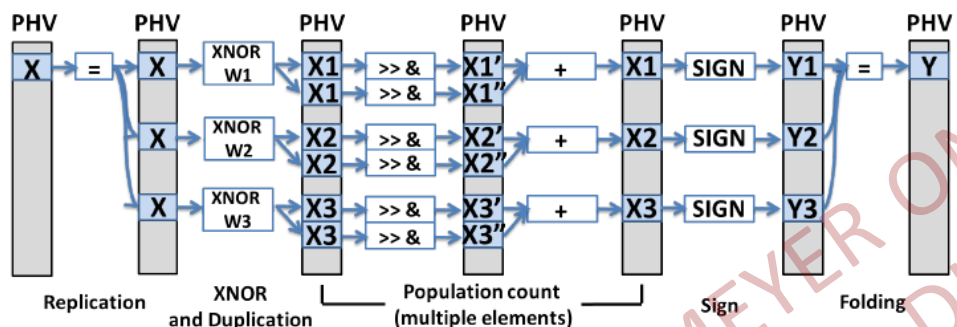 PHV PHV PHV PHV PHV PHV PHV
X = X XNOR W1 X1 >> & X1' + X1 SIGN Y1 = Y
X1 >> & X1"
X XNOR W2 X2 >> & X2' + X2 SIGN Y2
X2 >> & X2"
X XNOR W3 X3 >> & X3' + X3 SIGN Y3
X3 >> & X3"
Replication XNOR Population count Sign Folding
and Duplication (multiple elements)
MEYER ON